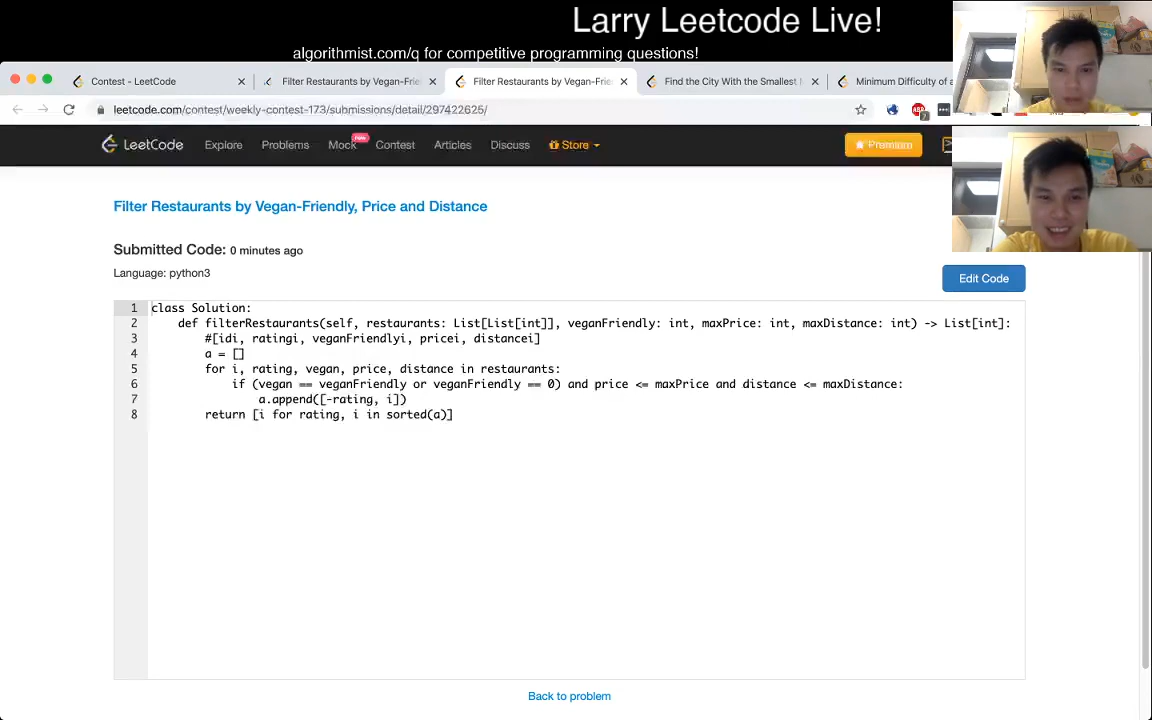 Larry Leetcode Live!
algorithmist.com/q for competitive programming questions!
Contest - LeetCode
Filter Restaurants by Vegan-Frie
Filter Restaurants by Vegan-Frie
Find the City With the Smallest
Minimum Difficulty of a
leetcode.com/contest/weekly-contest-173/submissions/detail/297422625/
ABP
LeetCode
Explore
Problems
Mock
New
Contest
Articles
Discuss
Store
Premium
Filter Restaurants by Vegan-Friendly, Price and Distance
Submitted Code: 0 minutes ago
Language: python3
Edit Code
1 class Solution:
2 def filterRestaurants(self, restaurants: List[List[int]], veganFriendly: int, maxPrice: int, maxDistance: int) -> List[int]:
3 #[idi, ratingi, veganFriendlyi, pricei, distancei]
4 a = []
5 for i, rating, vegan, price, distance in restaurants:
6 if (vegan == veganFriendly or veganFriendly == 0) and price <= maxPrice and distance <= maxDistance:
7 a.append([-rating, i])
8 return [i for rating, i in sorted(a)]
Back to problem